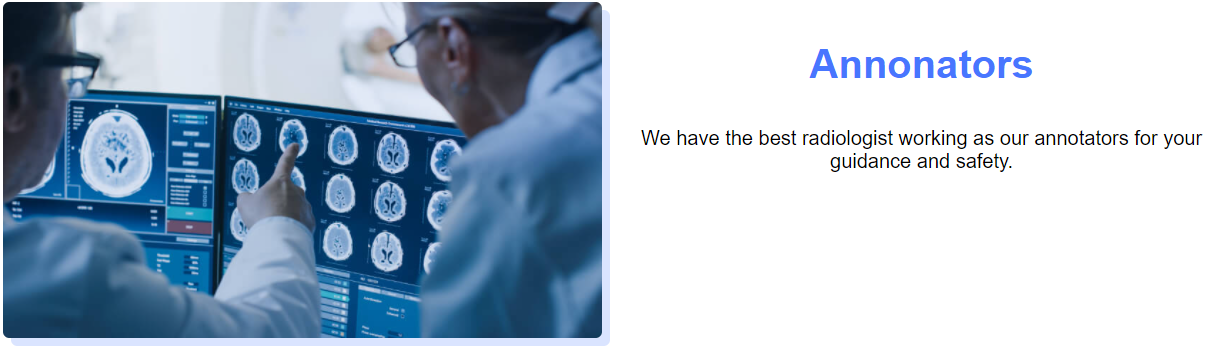 Annonators
We have the best radiologist working as our annotators for your
guidance and safety.